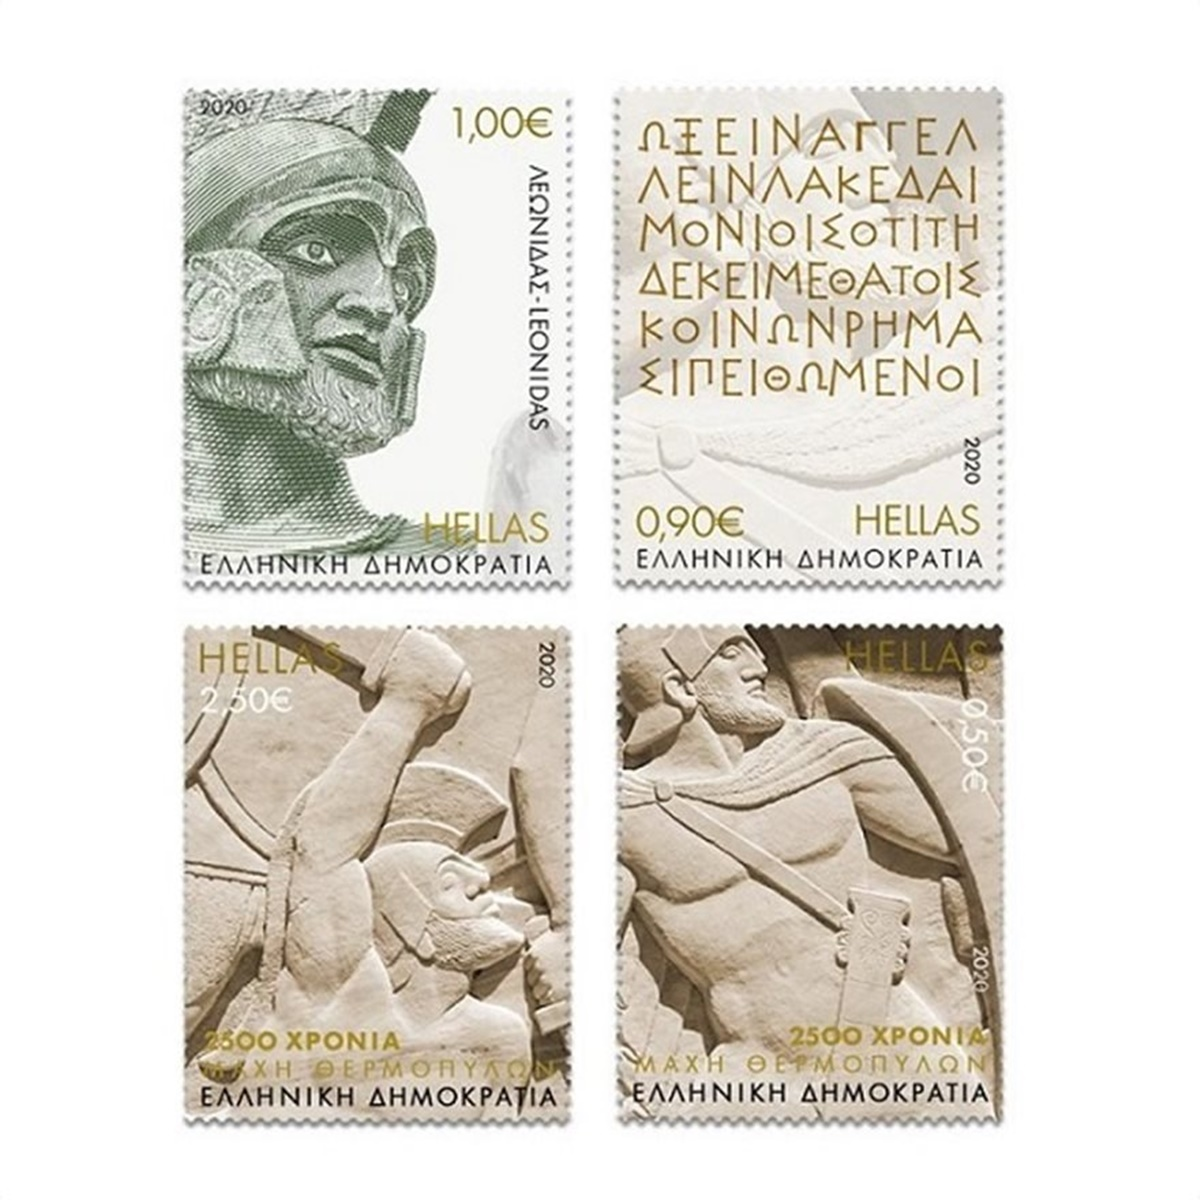 2020
1,00€
ΛΕΩΝΙΔΑΣ - LEONIDAS
HELLAS
ΕΛΛΗΝΙΚΗ ΔΗΜΟΚΡΑΤΙΑ
ΩΞΕΙΝΑΓΓΕΛ
ΛΕΙΝΛΑΚΕΔΑΙ
ΜΟΝΙΟΙΣΟΤΙΤΗ
ΔΕΚΕΙΜΕΘΑΤΟΙΣ
ΚΟΙΝΩΝΡΗΜΑ
ΣΙΠΕΙΘΩΜΕΝΟΙ
2020
0,90€ HELLAS
ΕΛΛΗΝΙΚΗ ΔΗΜΟΚΡΑΤΙΑ
HELLAS
2,50€
2020
2500 ΧΡΟΝΙΑ
ΜΑΧΗ ΘΕΡΜΟΠΥΛΩΝ
ΕΛΛΗΝΙΚΗ ΔΗΜΟΚΡΑΤΙΑ
HELLAS
0,50€
2020
2500 ΧΡΟΝΙΑ
ΜΑΧΗ ΘΕΡΜΟΠΥΛΩΝ
ΕΛΛΗΝΙΚΗ ΔΗΜΟΚΡΑΤΙΑ